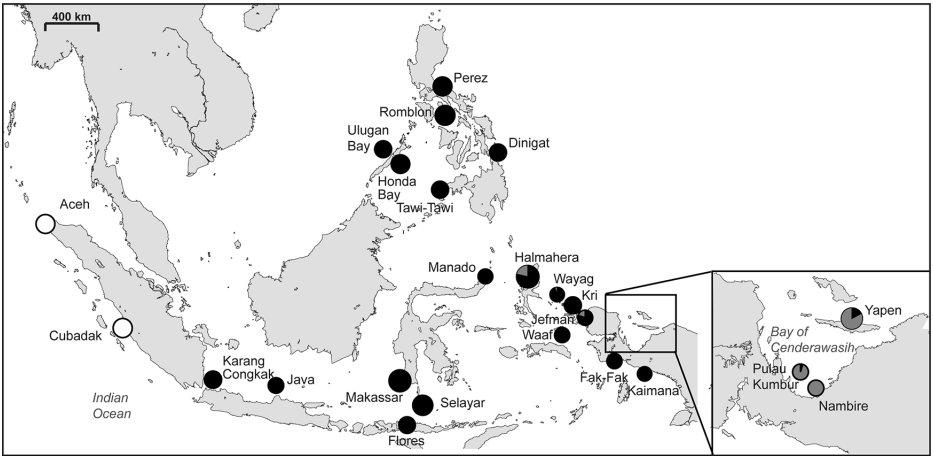 400 km
Perez
Romblon
Ulugan
Bay
Dinigat
Honda
Bay
Tawi-Tawi
Aceh
Halmahera
Manado
Wayag
Kri
Jefman
Waaf
Cubadak
Karang
Congkak
Java
Fak-Fak
Kaimana
Makassar
Selayar
Flores
Indian
Ocean
Yapen
Bay of
Cenderawasih
Pulau
Kumbur
Nambire